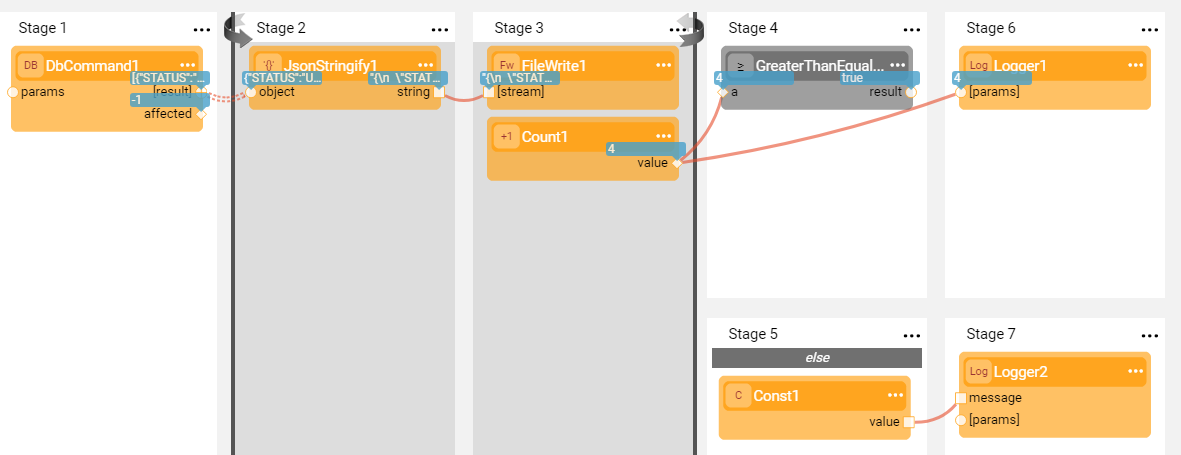 Stage 1
Stage 2
Stage 3
Stage 4
Stage 6
DB DbCommand1
[{"STATUS":"...
params
[result]
-1
affected
'{}' JsonStringify1
{"STATUS":"U...
"{\n \"STAT...
object
string
Fw FileWrite1
"{\n \"STAT...
[stream]
+1 Count1
4
value
≥ GreaterThanEqual...
4
true
a
result
Log Logger1
4
[params]
Stage 5
else
C Const1
value
Stage 7
Log Logger2
message
[params]